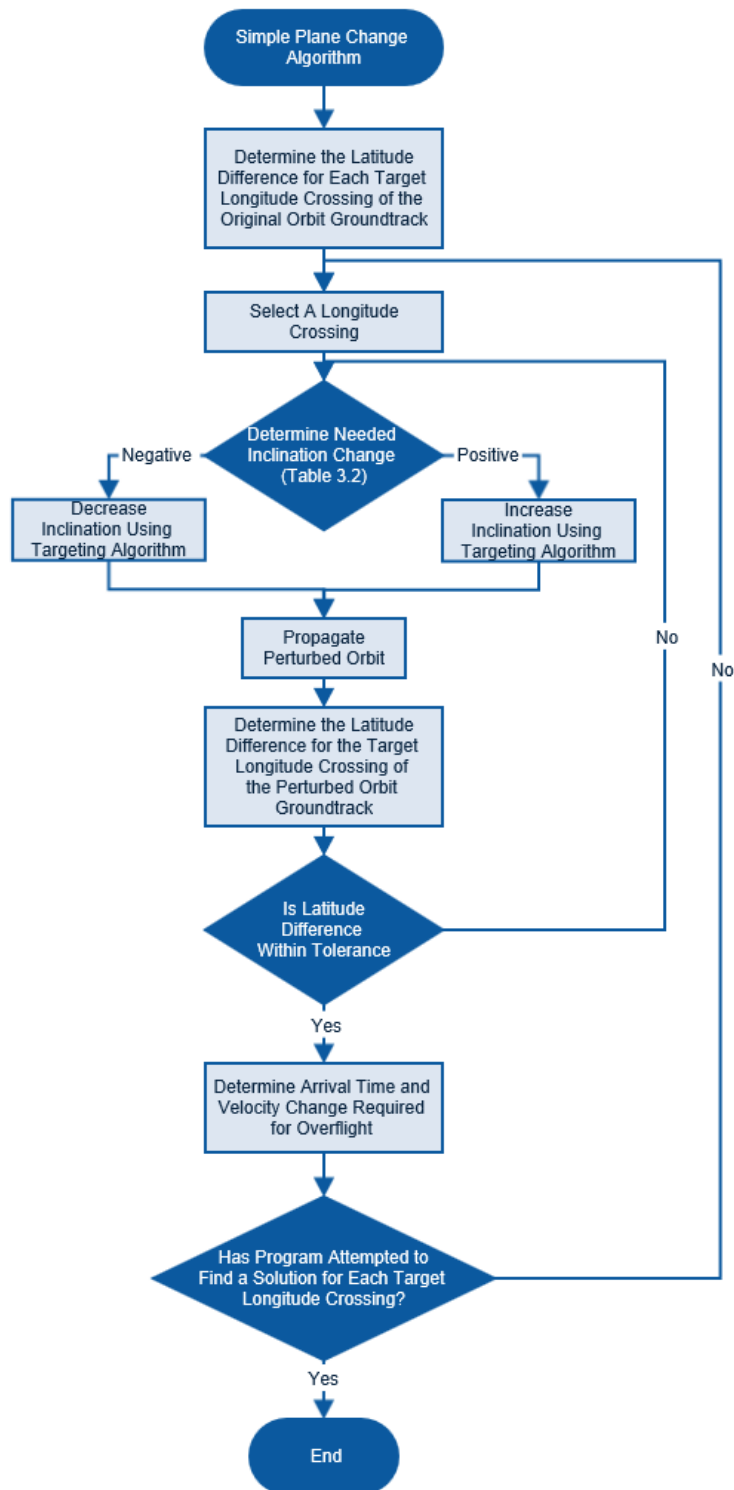 Simple Plane Change
Algorithm
Determine the Latitude
Difference for Each Target
Longitude Crossing of the
Original Orbit Groundtrack
Select A Longitude
Crossing
Determine Needed
Inclination Change
(Table 3.2)
Negative
Positive
Decrease
Inclination Using
Targeting Algorithm
Increase
Inclination Using
Targeting Algorithm
Propagate
Perturbed Orbit
No
No
Determine the Latitude
Difference for the Target
Longitude Crossing of
the Perturbed Orbit
Groundtrack
Is Latitude
Difference
Within Tolerance
Yes
Determine Arrival Time and
Velocity Change Required
for Overflight
Has Program Attempted to
Find a Solution for Each Target
Longitude Crossing?
Yes
End